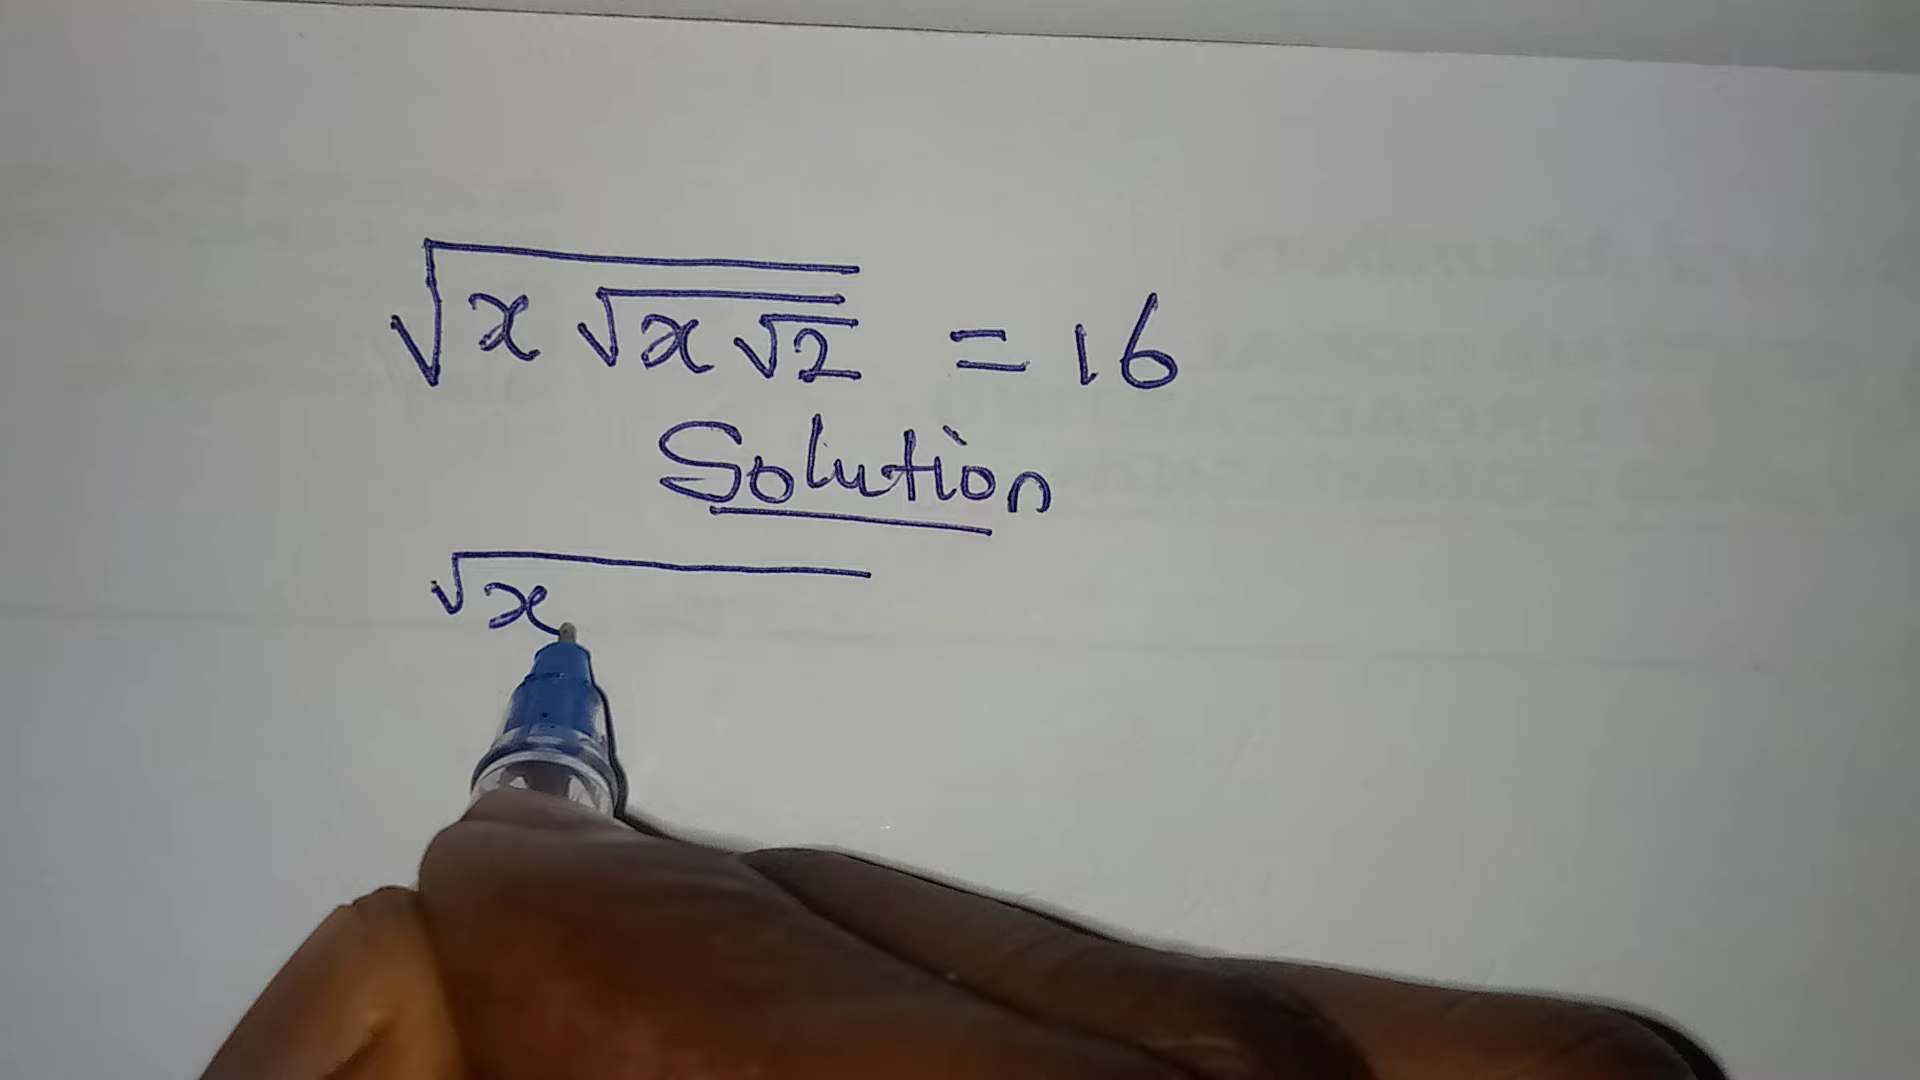 √(x√(x√2)) = 16
Solution
√x